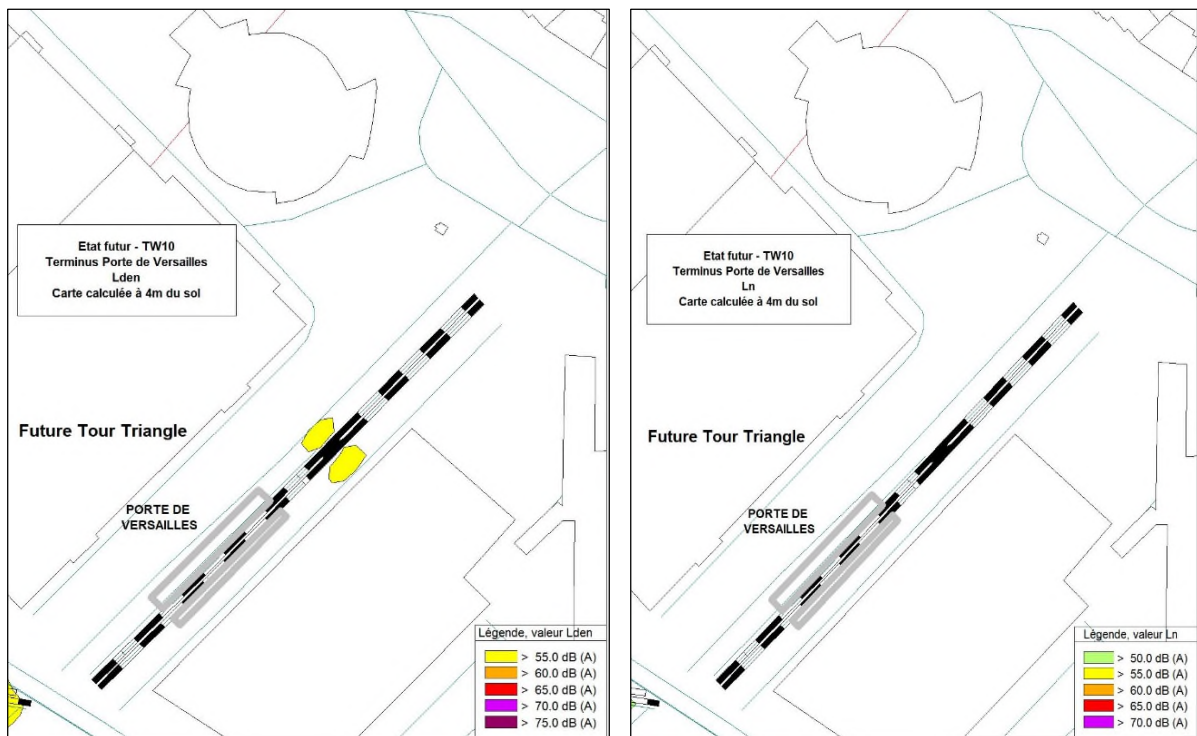 Etat futur - TW10
Terminus Porte de Versailles
Lden
Carte calculée à 4m du sol
Future Tour Triangle
PORTE DE
VERSAILLES
Légende, valeur Lden
> 55.0 dB (A)
> 60.0 dB (A)
> 65.0 dB (A)
> 70.0 dB (A)
> 75.0 dB (A)
Etat futur - TW10
Terminus Porte de Versailles
Ln
Carte calculée à 4m du sol
Future Tour Triangle
PORTE DE
VERSAILLES
Légende, valeur Ln
> 50.0 dB (A)
> 55.0 dB (A)
> 60.0 dB (A)
> 65.0 dB (A)
> 70.0 dB (A)